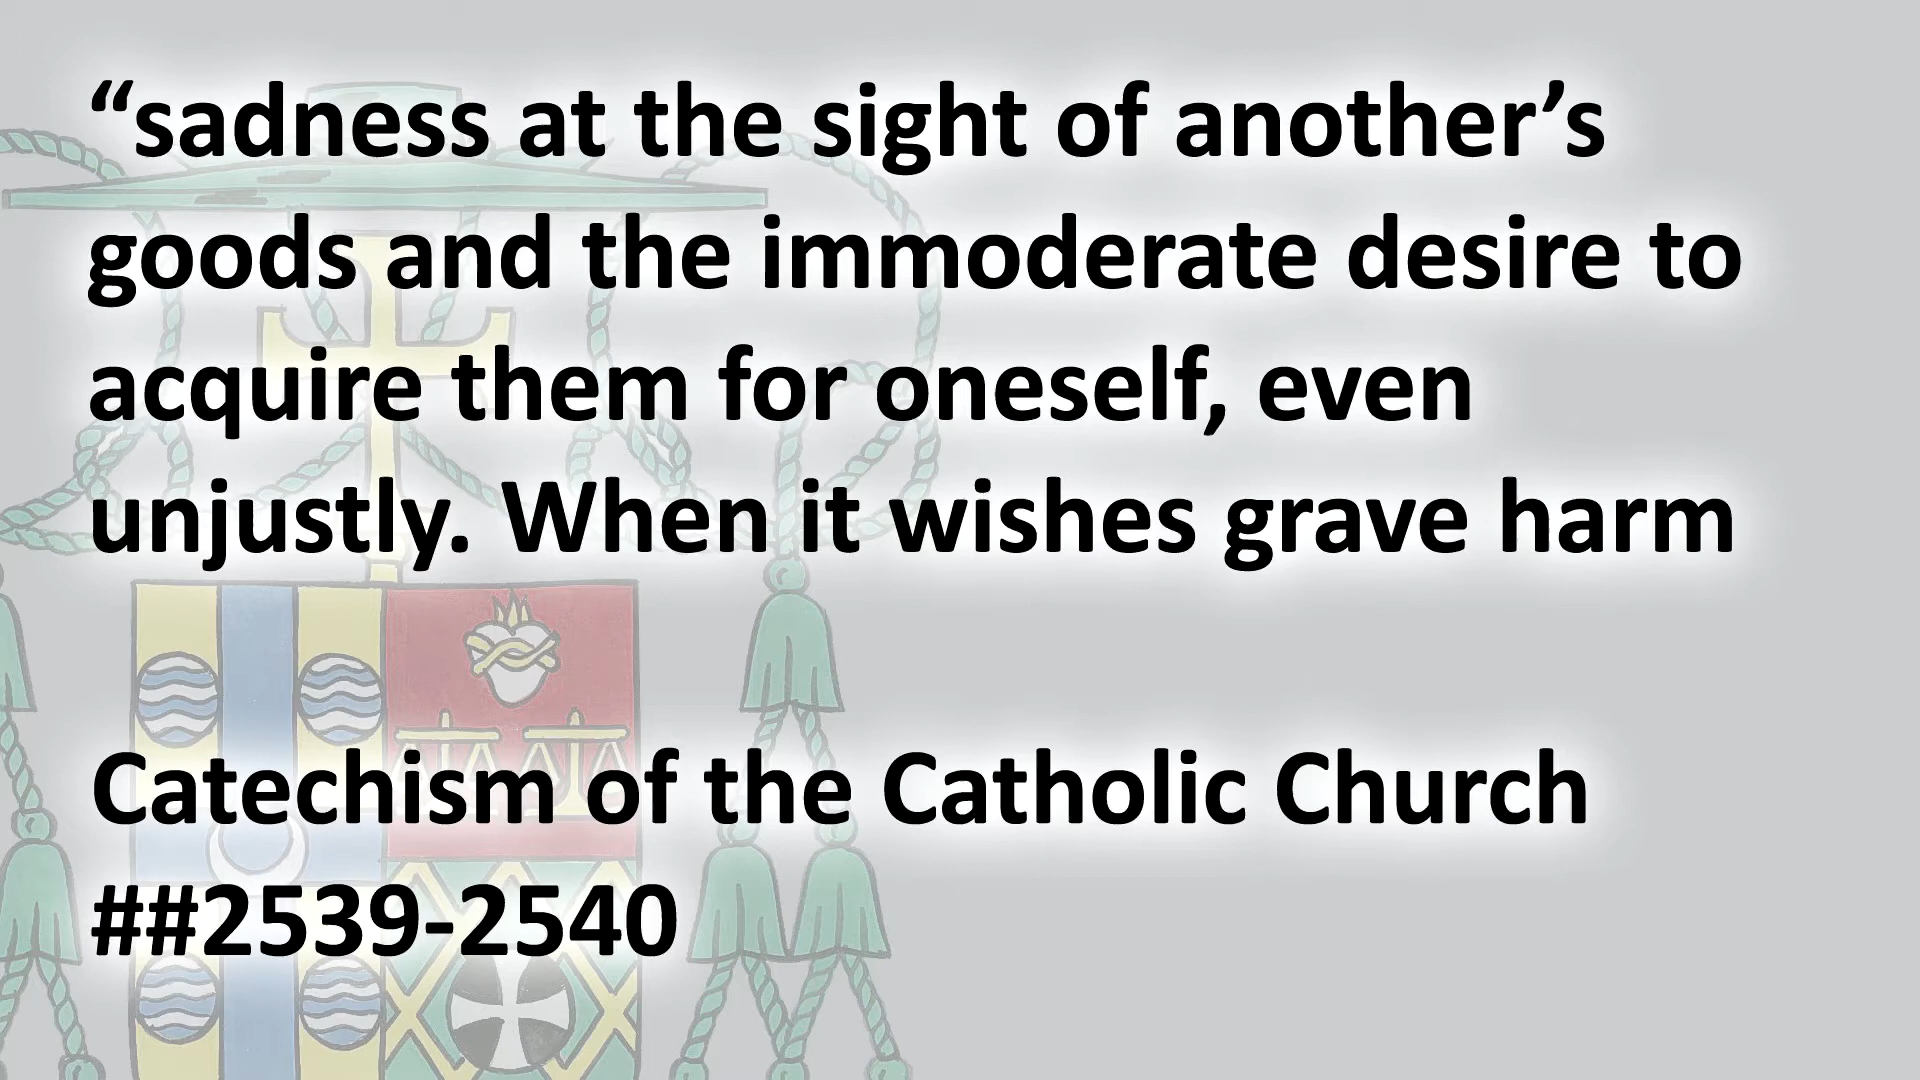 “sadness at the sight of another’s
goods and the immoderate desire to
acquire them for oneself, even
unjustly. When it wishes grave harm
Catechism of the Catholic Church
##2539-2540